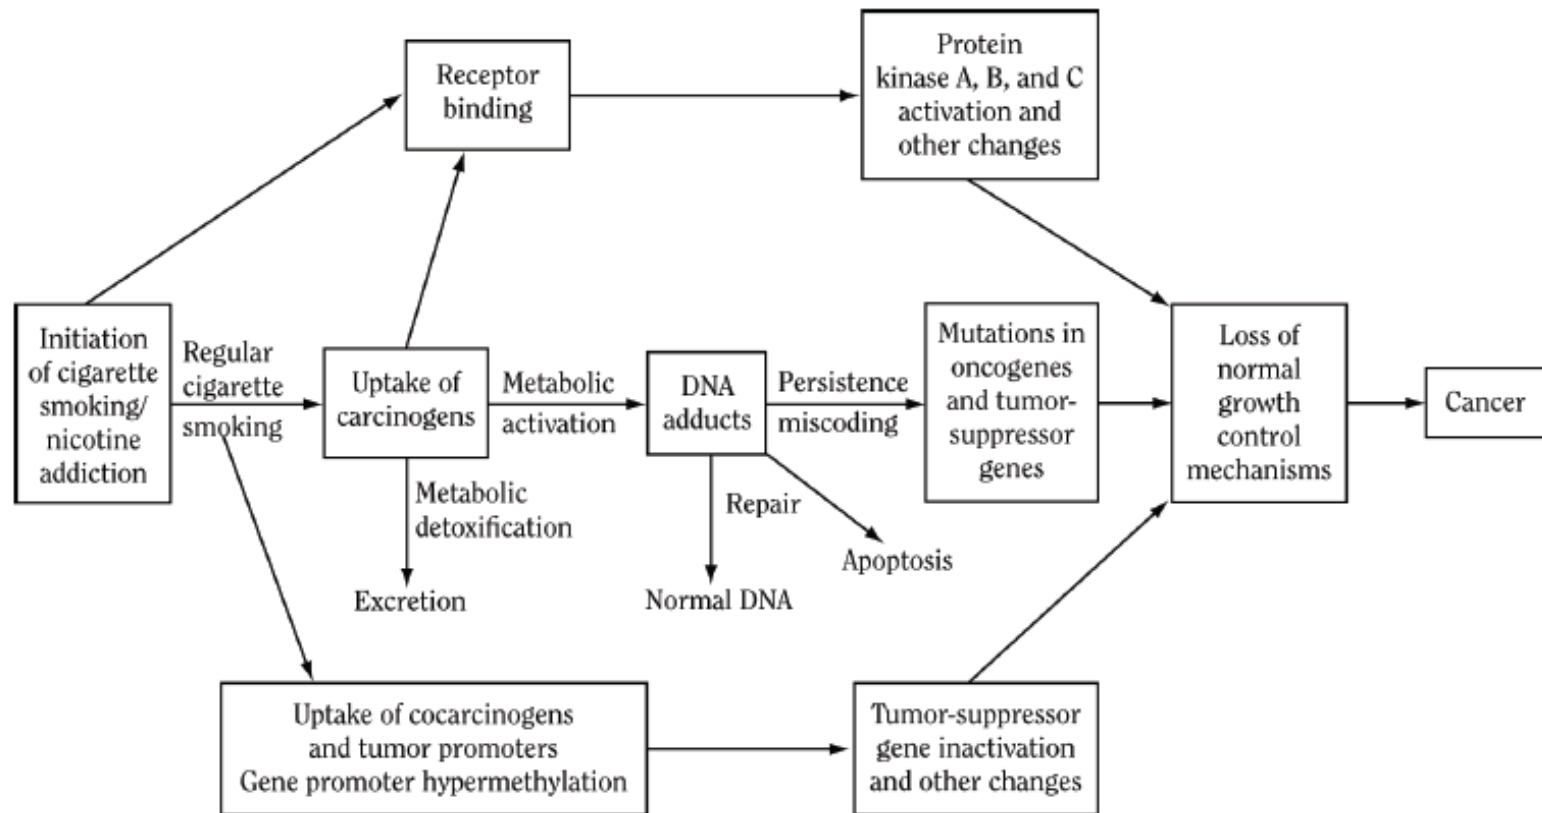 Receptor
binding
Protein
kinase A, B, and C
activation and
other changes
Initiation
of cigarette
smoking/
nicotine
addiction
Regular
cigarette
smoking
Uptake of
carcinogens
Metabolic
activation
DNA
adducts
Persistence
miscoding
Mutations in
oncogenes
and tumor-
suppressor
genes
Loss of
normal
growth
control
mechanisms
Cancer
Metabolic
detoxification
Excretion
Repair
Normal DNA
Apoptosis
Uptake of cocarcinogens
and tumor promoters
Gene promoter hypermethylation
Tumor-suppressor
gene inactivation
and other changes